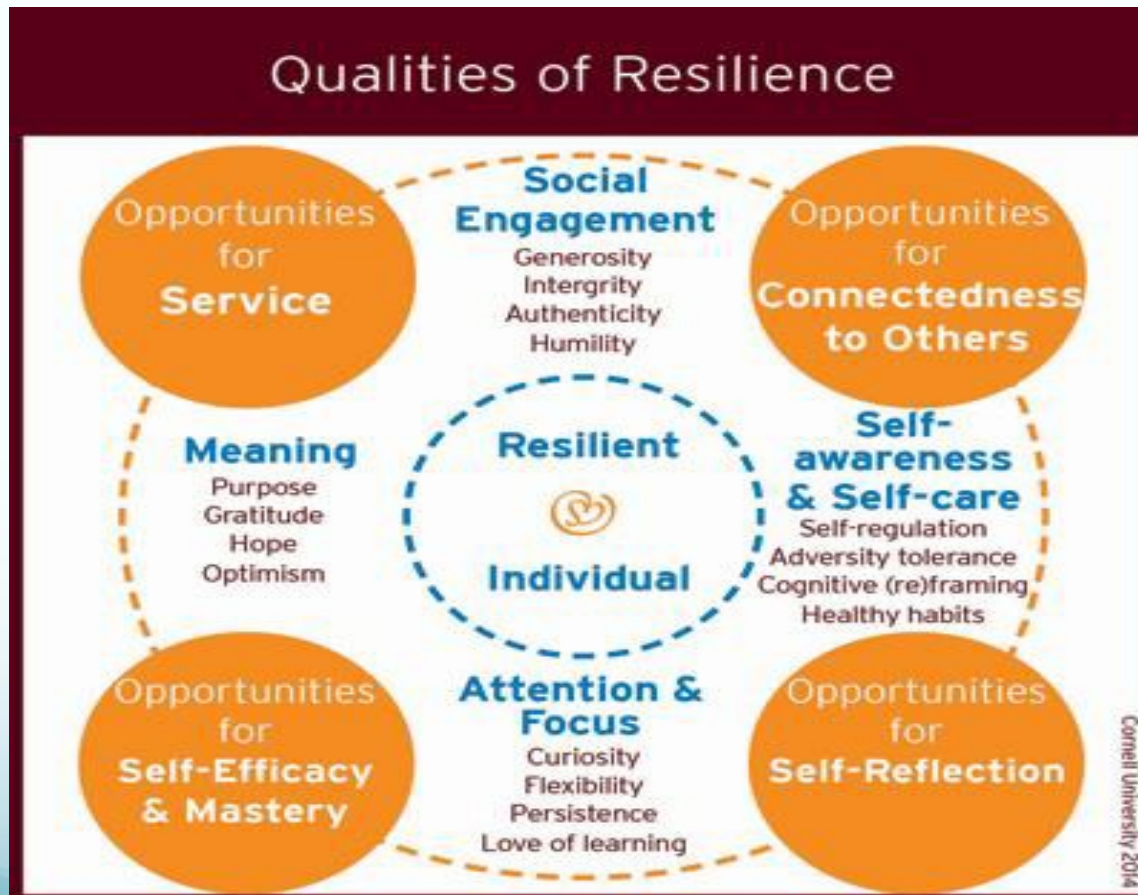 Qualities of Resilience
Opportunities
for
Service
Social
Engagement
Generosity
Intergrity
Authenticity
Humility
Opportunities
for
Connectedness
to Others
Meaning
Purpose
Gratitude
Hope
Optimism
Resilient
Individual
Self-
awareness
& Self-care
Self-regulation
Adversity tolerance
Cognitive (re)framing
Healthy habits
Opportunities
for
Self-Efficacy
& Mastery
Attention &
Focus
Curiosity
Flexibility
Persistence
Love of learning
Opportunities
for
Self-Reflection
Cornell University 2014